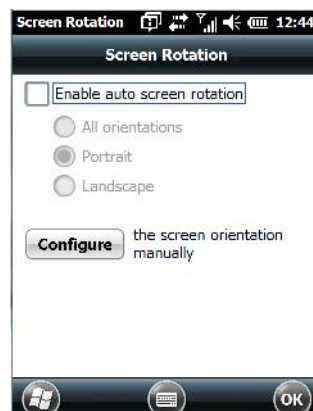 Screen Rotation 12:44
Screen Rotation
Enable auto screen rotation
All orientations
Portrait
Landscape
Configure the screen orientation
manually
OK